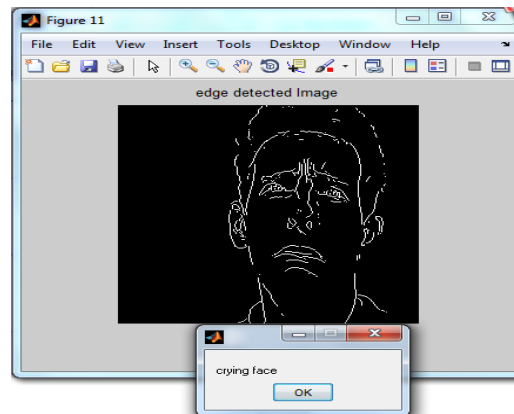 Figure 11
File Edit View Insert Tools Desktop Window Help
edge detected Image
crying face
OK